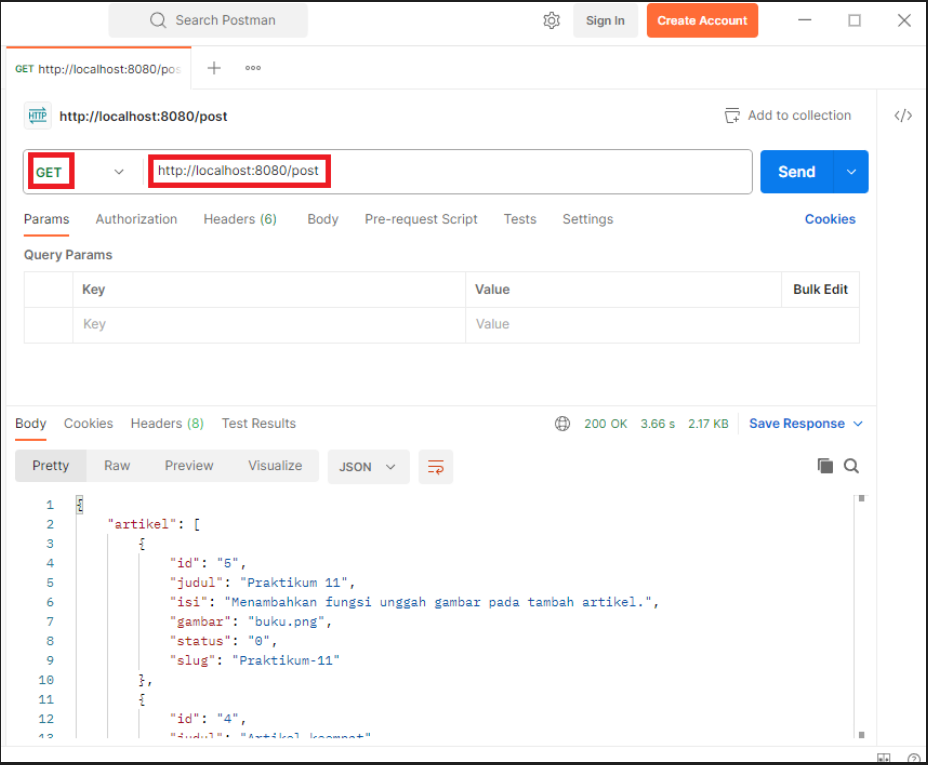 Search Postman
Sign In
Create Account
GET http://localhost:8080/pos
HTTP http://localhost:8080/post
Add to collection
</>
GET
http://localhost:8080/post
Send
Params Authorization Headers (6) Body Pre-request Script Tests Settings Cookies
Query Params
Key Value Bulk Edit
Key Value
Body Cookies Headers (8) Test Results 200 OK 3.66 s 2.17 KB Save Response
Pretty Raw Preview Visualize JSON
1 {
2 "artikel": [
3 {
4 "id": "5",
5 "judul": "Praktikum 11",
6 "isi": "Menambahkan fungsi unggah gambar pada tambah artikel.",
7 "gambar": "buku.png",
8 "status": "0",
9 "slug": "Praktikum-11"
10 },
11 {
12 "id": "4",
13 "judul": "Artikel keempat"